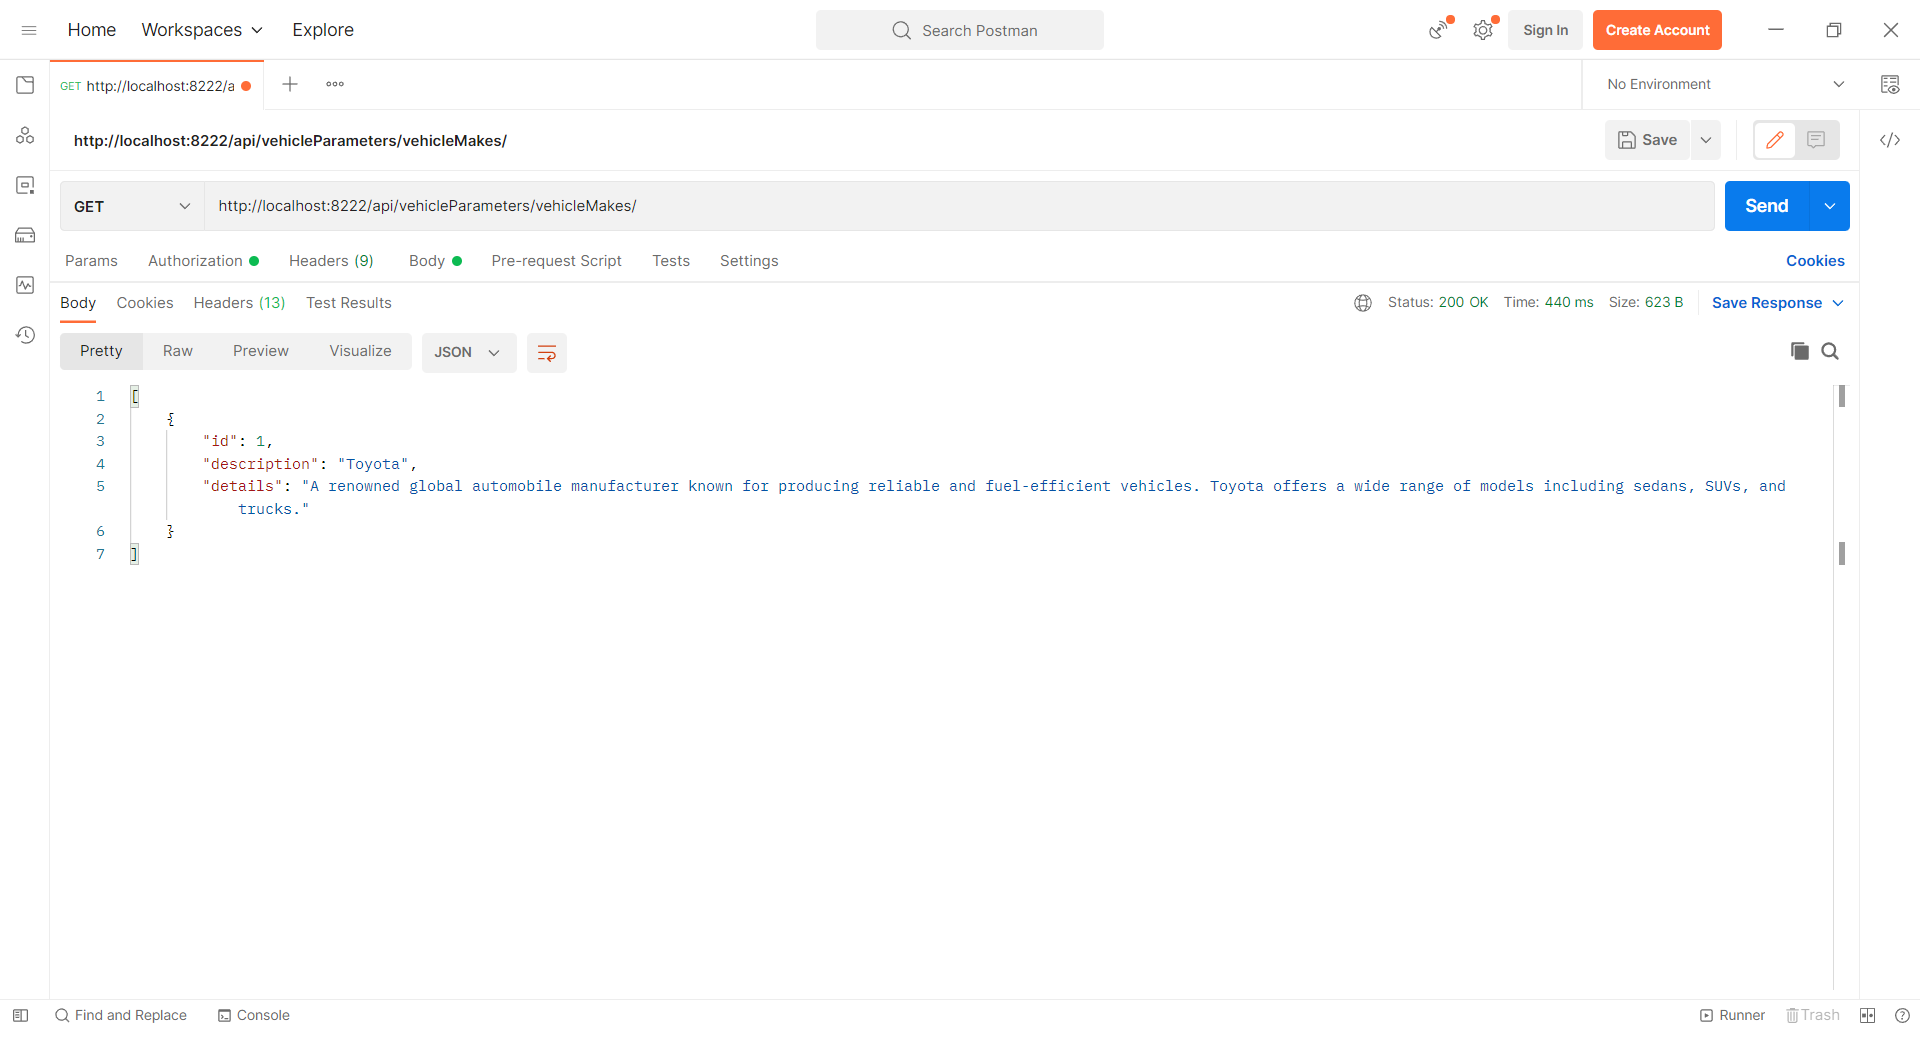 Home Workspaces Explore Search Postman Sign In Create Account
GET http://localhost:8222/a No Environment
http://localhost:8222/api/vehicleParameters/vehicleMakes/ Save
GET http://localhost:8222/api/vehicleParameters/vehicleMakes/ Send
Params Authorization Headers (9) Body Pre-request Script Tests Settings Cookies
Body Cookies Headers (13) Test Results Status: 200 OK Time: 440 ms Size: 623 B Save Response
Pretty Raw Preview Visualize JSON
1 [
2 {
3 "id": 1,
4 "description": "Toyota",
5 "details": "A renowned global automobile manufacturer known for producing reliable and fuel-efficient vehicles. Toyota offers a wide range of models including sedans, SUVs, and
trucks."
6 }
7 ]
Find and Replace Console Runner Trash